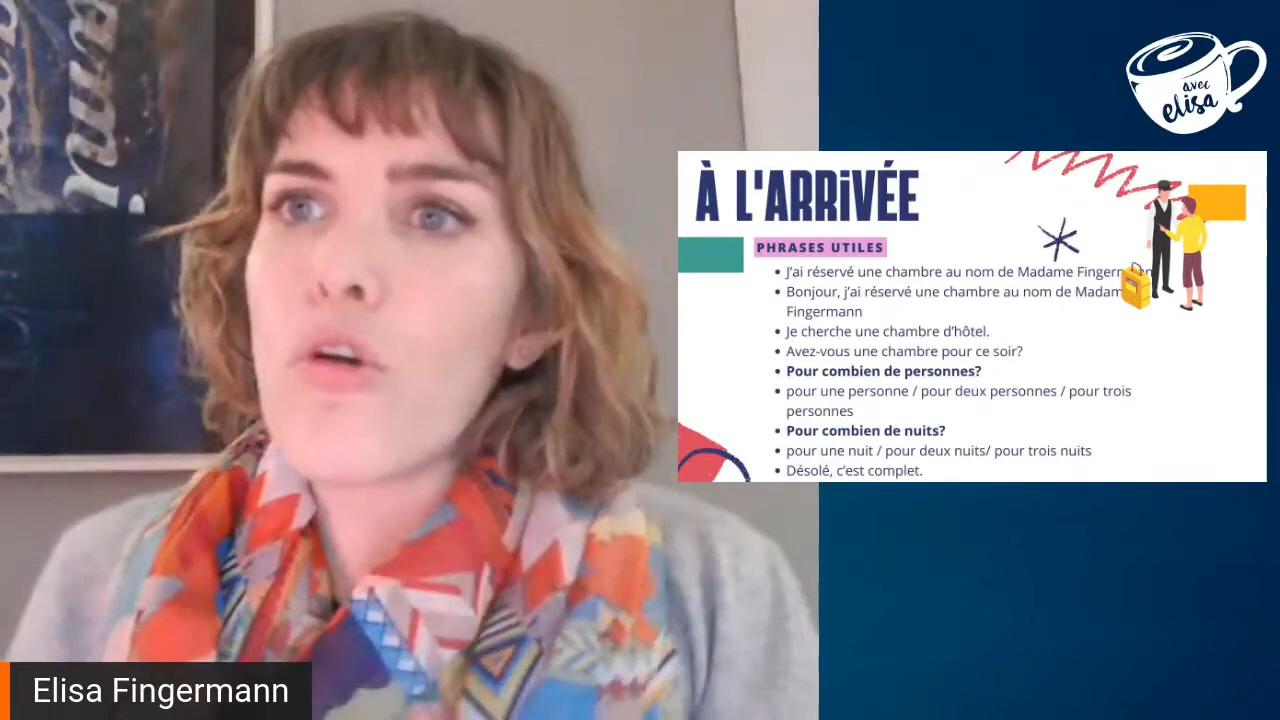 avec
elisa
À L'ARRiVÉE
PHRASES UTILES
J'ai réservé une chambre au nom de Madame Fingerm
Bonjour, j'ai réservé une chambre au nom de Madam
Fingermann
Je cherche une chambre d'hôtel.
Avez-vous une chambre pour ce soir?
Pour combien de personnes?
pour une personne / pour deux personnes / pour trois
personnes
Pour combien de nuits?
pour une nuit / pour deux nuits/ pour trois nuits
Désolé, c'est complet.
Elisa Fingermann